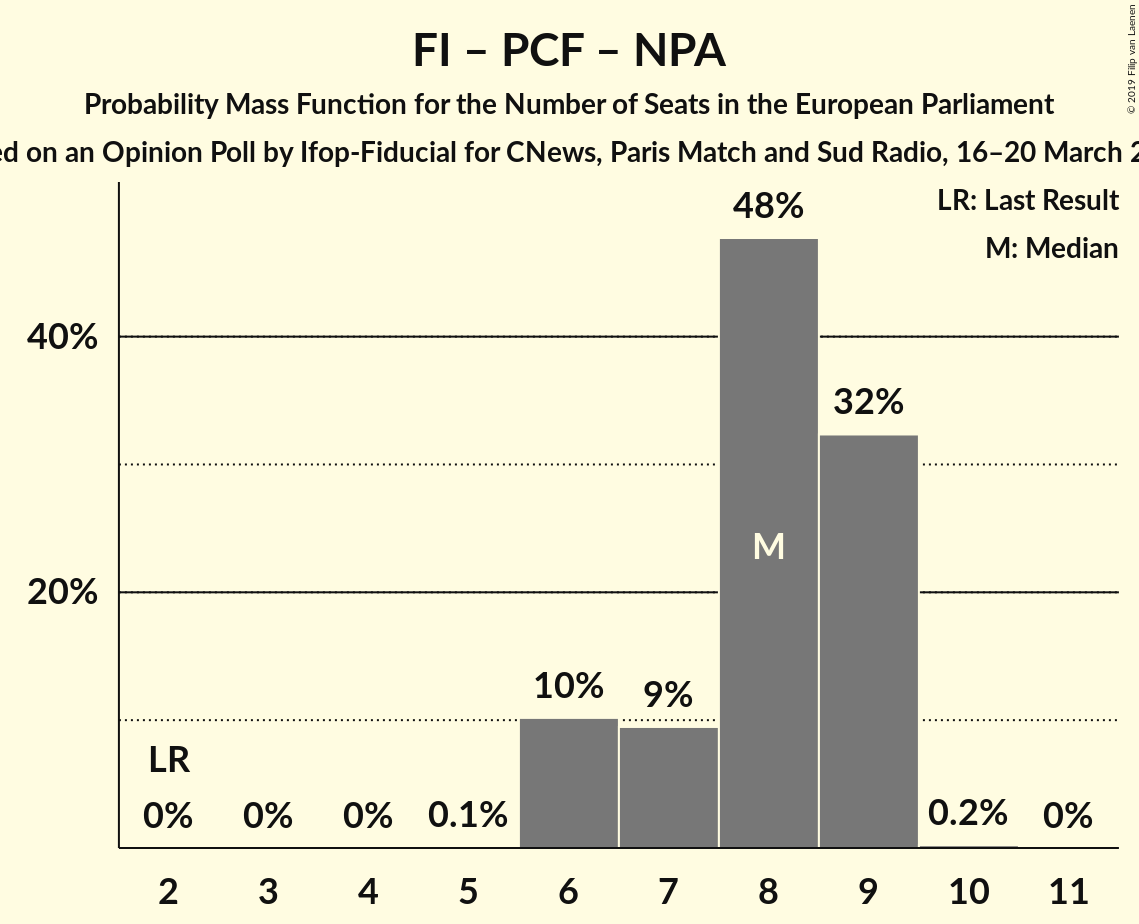 FI – PCF – NPA
Probability Mass Function for the Number of Seats in the European Parliament
on an Opinion Poll by Ifop-Fiducial for CNews, Paris Match and Sud Radio, 16–20 March
© 2019 Filip van Laenen
LR: Last Result
M: Median
48%
40%
32%
M
20%
10%
9%
LR
0%
0%
0%
0.1%
0.2%
0%
2 3 4 5 6 7 8 9 10 11